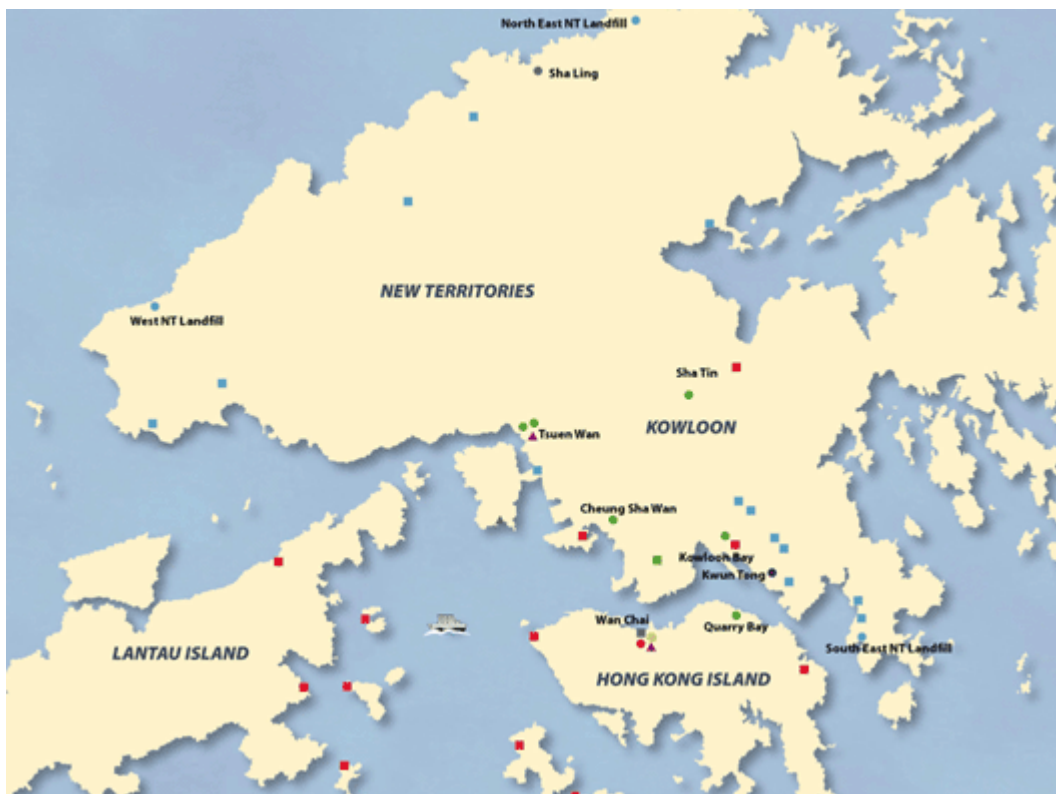 North East NT Landfill
Sha Ling
NEW TERRITORIES
West NT Landfill
Sha Tin
KOWLOON
Tsuen Wan
Cheung Sha Wan
Kowloon Bay
Kwun Tong
Wan Chai
Quarry Bay
LANTAU ISLAND
South East NT Landfill
HONG KONG ISLAND